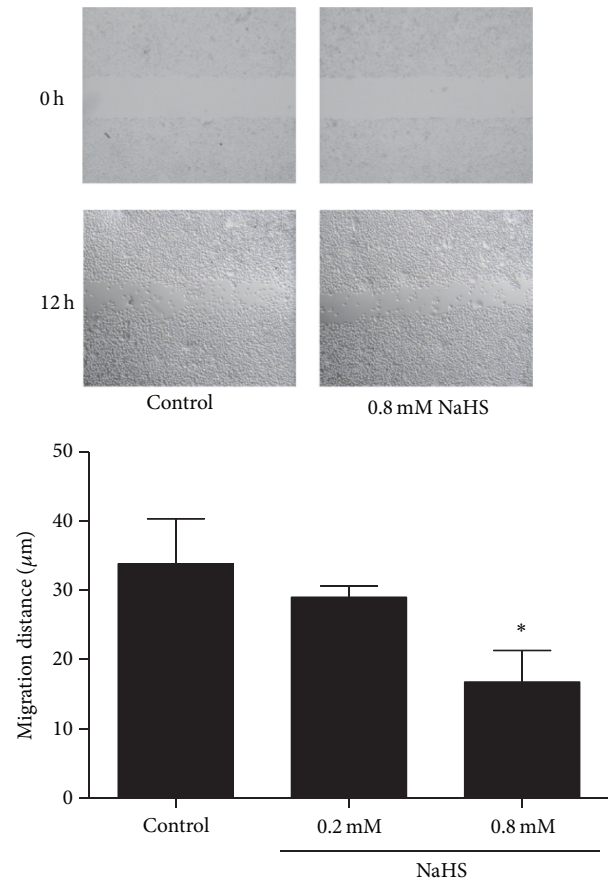 0 h
12 h
Control
0.8 mM NaHS
Migration distance (μm)
50
40
30
20
10
0
*
Control
0.2 mM
0.8 mM
NaHS